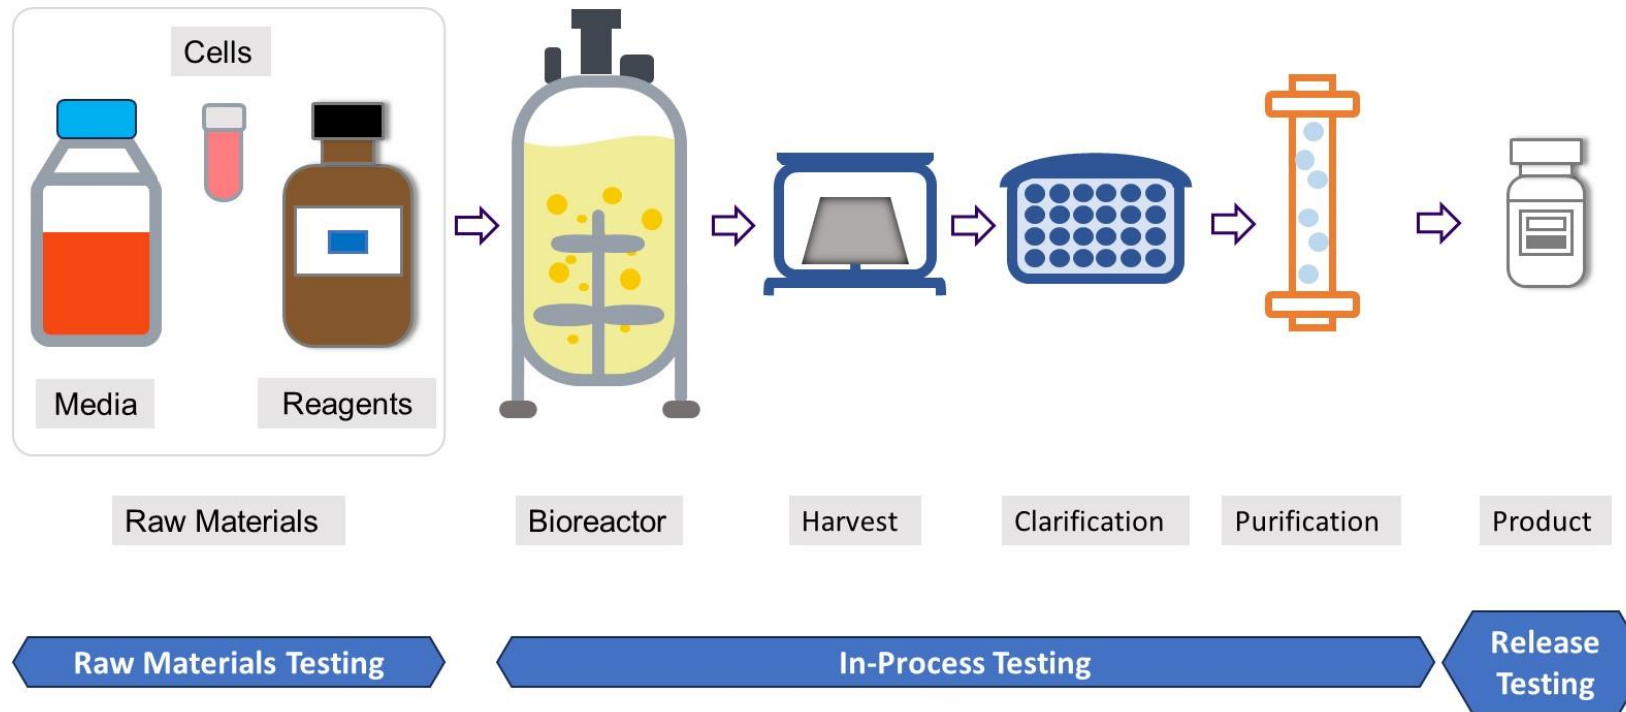 Cells
Media
Reagents
Raw Materials
Bioreactor
Harvest
Clarification
Purification
Product
Raw Materials Testing
In-Process Testing
Release
Testing